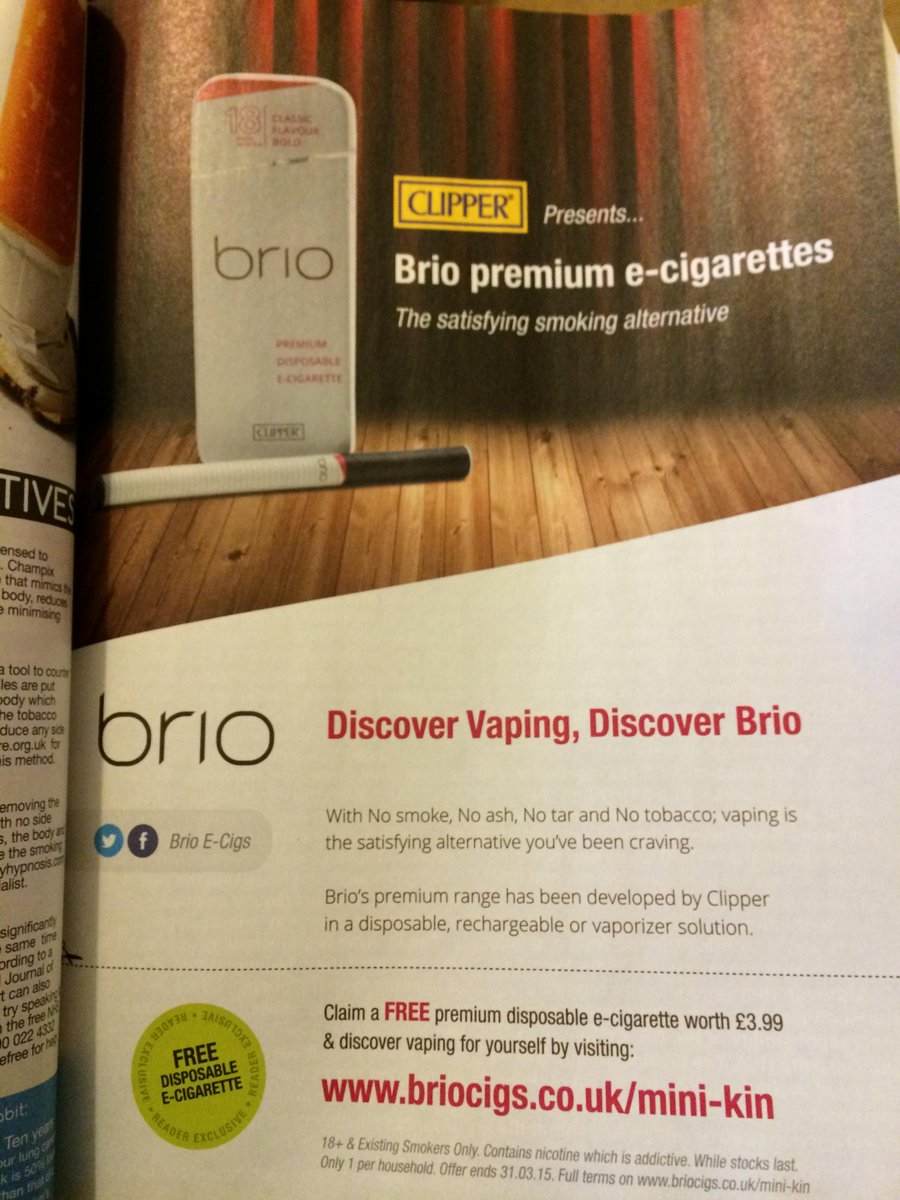 TIVES
ensed to
. Champix
that mimics
body, reduces
e minimising
a tool to
les are put
body which
he tobacco
duce any side
re.org.uk for
is method.
emoving the
th no side
s, the body and
e the smoking
yhypnosis.com
ialist.
significantly
same time
ording to a
Journal of
t can also
try speaking
n the free
00 022 4332
efree for help
bit:
Ten years
our lung
k is 50%
than that
18
CLASSIC
FLAVOUR
BOLD
brio
PREMIUM
DISPOSABLE
E-CIGARETTE
CLIPPER
brio
CLIPPER® Presents...
Brio premium e-cigarettes
The satisfying smoking alternative
brio
Discover Vaping, Discover Brio
Brio E-Cigs
With No smoke, No ash, No tar and No tobacco; vaping is
the satisfying alternative you've been craving.
Brio's premium range has been developed by Clipper
in a disposable, rechargeable or vaporizer solution.
READER EXCLUSIVE • READER EXCLUSIVE • READER EXCLUSIVE •
FREE
DISPOSABLE
E-CIGARETTE
Claim a FREE premium disposable e-cigarette worth £3.99
& discover vaping for yourself by visiting:
www.briocigs.co.uk/mini-kin
18+ & Existing Smokers Only. Contains nicotine which is addictive. While stocks last.
Only 1 per household. Offer ends 31.03.15. Full terms on www.briocigs.co.uk/mini-kin